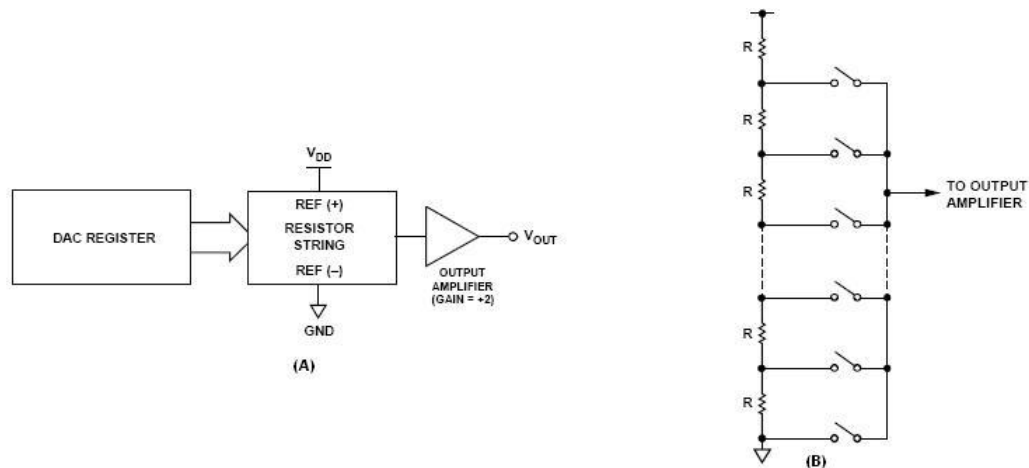 DAC REGISTER
V_DD
REF (+)
RESISTOR
STRING
REF (–)
GND
V_OUT
OUTPUT
AMPLIFIER
(GAIN = +2)
(A)
R
R
R
TO OUTPUT
AMPLIFIER
R
R
(B)